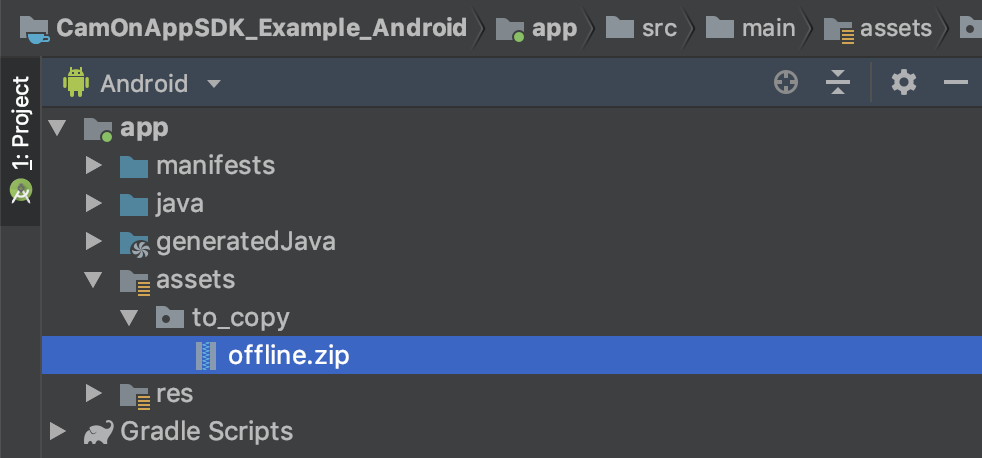 CamOnAppSDK_Example_Android app src main assets
1: Project
Android
app
manifests
java
generatedJava
assets
to_copy
offline.zip
res
Gradle Scripts